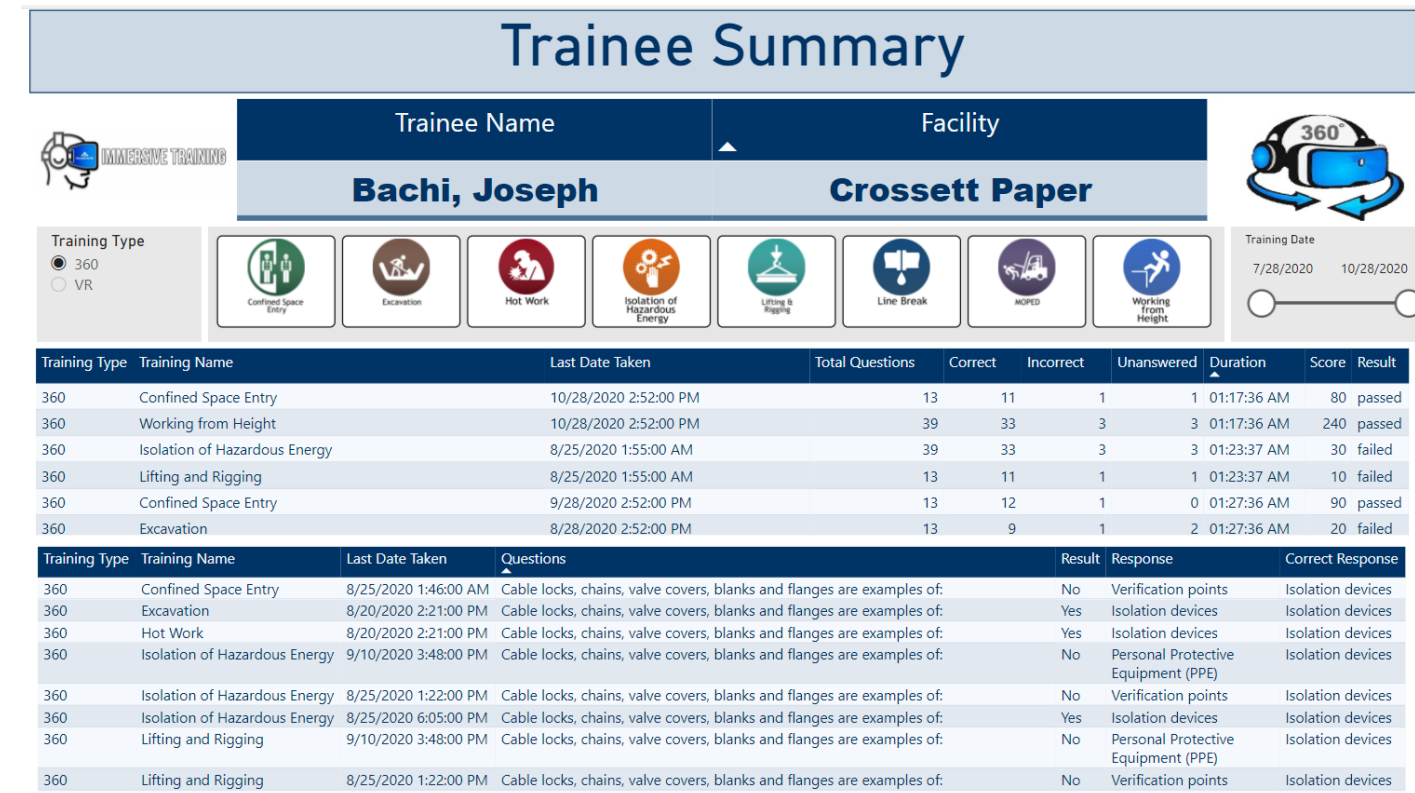 Trainee Summary
IMMERSIVE TRAINING
Trainee Name Facility
Bachi, Joseph Crossett Paper
360°
Training Type
360
VR
Confined Space
Entry
Excavation
Hot Work
Isolation of
Hazardous
Energy
Lifting &
Rigging
Line Break
MOPED
Working
from
Height
Training Date
7/28/2020 10/28/2020
Training Type Training Name Last Date Taken Total Questions Correct Incorrect Unanswered Duration Score Result
360 Confined Space Entry 10/28/2020 2:52:00 PM 13 11 1 1 01:17:36 AM 80 passed
360 Working from Height 10/28/2020 2:52:00 PM 39 33 3 3 01:17:36 AM 240 passed
360 Isolation of Hazardous Energy 8/25/2020 1:55:00 AM 39 33 3 3 01:23:37 AM 30 failed
360 Lifting and Rigging 8/25/2020 1:55:00 AM 13 11 1 1 01:23:37 AM 10 failed
360 Confined Space Entry 9/28/2020 2:52:00 PM 13 12 1 0 01:27:36 AM 90 passed
360 Excavation 8/28/2020 2:52:00 PM 13 9 1 2 01:27:36 AM 20 failed
Training Type Training Name Last Date Taken Questions Result Response Correct Response
360 Confined Space Entry 8/25/2020 1:46:00 AM Cable locks, chains, valve covers, blanks and flanges are examples of: No Verification points Isolation devices
360 Excavation 8/20/2020 2:21:00 PM Cable locks, chains, valve covers, blanks and flanges are examples of: Yes Isolation devices Isolation devices
360 Hot Work 8/20/2020 2:21:00 PM Cable locks, chains, valve covers, blanks and flanges are examples of: Yes Isolation devices Isolation devices
360 Isolation of Hazardous Energy 9/10/2020 3:48:00 PM Cable locks, chains, valve covers, blanks and flanges are examples of: No Personal Protective Isolation devices
Equipment (PPE)
360 Isolation of Hazardous Energy 8/25/2020 1:22:00 PM Cable locks, chains, valve covers, blanks and flanges are examples of: No Verification points Isolation devices
360 Isolation of Hazardous Energy 8/25/2020 6:05:00 PM Cable locks, chains, valve covers, blanks and flanges are examples of: Yes Isolation devices Isolation devices
360 Lifting and Rigging 9/10/2020 3:48:00 PM Cable locks, chains, valve covers, blanks and flanges are examples of: No Personal Protective Isolation devices
Equipment (PPE)
360 Lifting and Rigging 8/25/2020 1:22:00 PM Cable locks, chains, valve covers, blanks and flanges are examples of: No Verification points Isolation devices